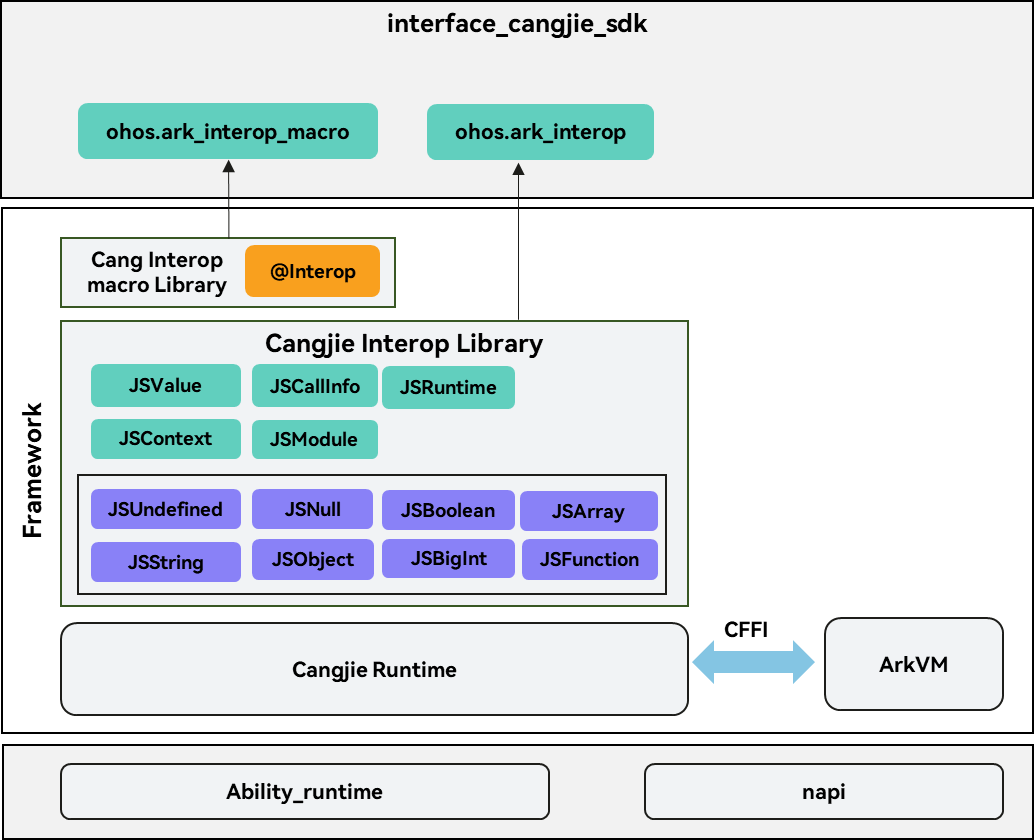 interface_cangjie_sdk
ohos.ark_interop_macro
ohos.ark_interop
Cang Interop
macro Library
@Interop
Framework
Cangjie Interop Library
JSValue
JSCallInfo
JSRuntime
JSContext
JSModule
JSUndefined
JSNull
JSBoolean
JSArray
JSString
JSObject
JSBigInt
JSFunction
Cangjie Runtime
CFFI
ArkVM
Ability_runtime
napi